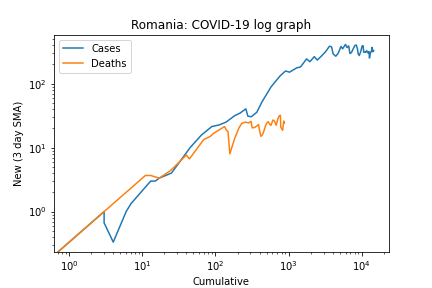 Romania: COVID-19 log graph
Cases
Deaths
New (3 day SMA)
10²
10¹
10⁰
10⁰ 10¹ 10² 10³ 10⁴
Cumulative